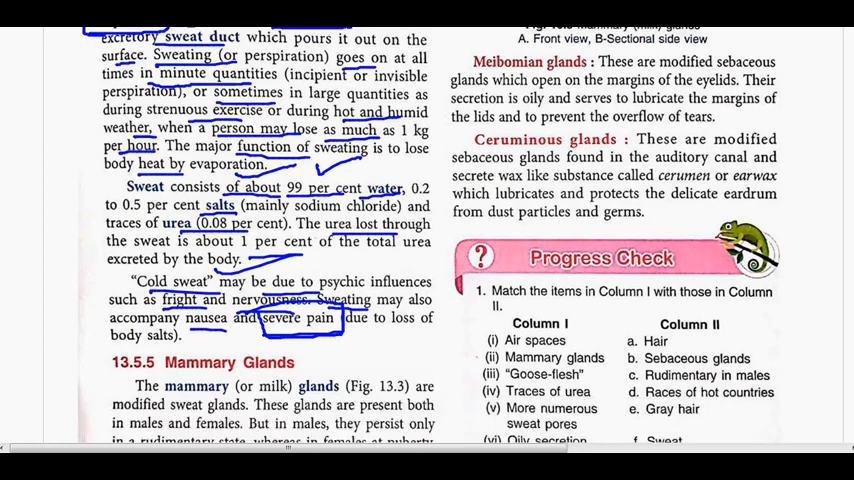 excretory sweat duct which pours it out on the
surface. Sweating (or perspiration) goes on at all
times in minute quantities (incipient or invisible
perspiration), or sometimes in large quantities as
during strenuous exercise or during hot and humid
weather, when a person may lose as much as 1 kg
per hour. The major function of sweating is to lose
body heat by evaporation.
Sweat consists of about 99 per cent water, 0.2
to 0.5 per cent salts (mainly sodium chloride) and
traces of urea (0.08 per cent). The urea lost through
the sweat is about 1 per cent of the total urea
excreted by the body.
"Cold sweat" may be due to psychic influences
such as fright and nervousness. Sweating may also
accompany nausea and severe pain (due to loss of
body salts).
13.5.5 Mammary Glands
The mammary (or milk) glands (Fig. 13.3) are
modified sweat glands. These glands are present both
in males and females. But in males, they persist only
in a rudimentary state, whereas in females at puberty
A. Front view, B-Sectional side view
Meibomian glands : These are modified sebaceous
glands which open on the margins of the eyelids. Their
secretion is oily and serves to lubricate the margins of
the lids and to prevent the overflow of tears.
Ceruminous glands : These are modified
sebaceous glands found in the auditory canal and
secrete wax like substance called cerumen or earwax
which lubricates and protects the delicate eardrum
from dust particles and germs.
? Progress Check
1. Match the items in Column I with those in Column
II.
Column I Column II
(i) Air spaces a. Hair
(ii) Mammary glands b. Sebaceous glands
(iii) "Goose-flesh" c. Rudimentary in males
(iv) Traces of urea d. Races of hot countries
(v) More numerous e. Gray hair
sweat pores
(vi) Oily secretion f. Sweat